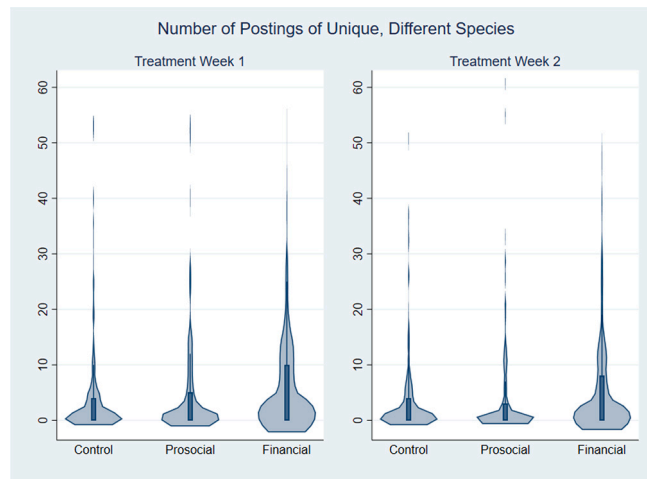 Number of Postings of Unique, Different Species
Treatment Week 1
Treatment Week 2
60
50
40
30
20
10
0
60
50
40
30
20
10
0
Control Prosocial Financial
Control Prosocial Financial